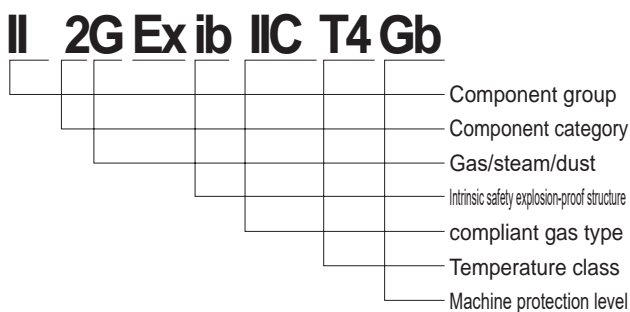 II 2G Ex ib IIC T4 Gb
Component group
Component category
Gas/steam/dust
Intrinsic safety explosion-proof structure
compliant gas type
Temperature class
Machine protection level